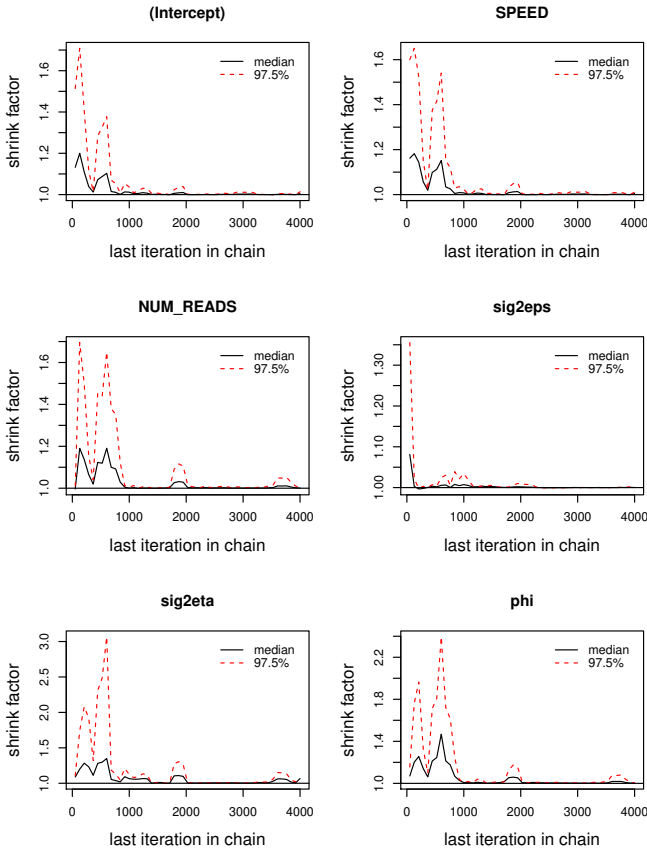 (Intercept)
shrink factor
1.0 1.2 1.4 1.6
median
97.5%
0 1000 2000 3000 4000
last iteration in chain
SPEED
shrink factor
1.0 1.2 1.4 1.6
median
97.5%
0 1000 2000 3000 4000
last iteration in chain
NUM_READS
shrink factor
1.0 1.2 1.4 1.6
median
97.5%
0 1000 2000 3000 4000
last iteration in chain
sig2eps
shrink factor
1.00 1.10 1.20 1.30
median
97.5%
0 1000 2000 3000 4000
last iteration in chain
sig2eta
shrink factor
1.0 1.5 2.0 2.5 3.0
median
97.5%
0 1000 2000 3000 4000
last iteration in chain
phi
shrink factor
1.0 1.4 1.8 2.2
median
97.5%
0 1000 2000 3000 4000
last iteration in chain